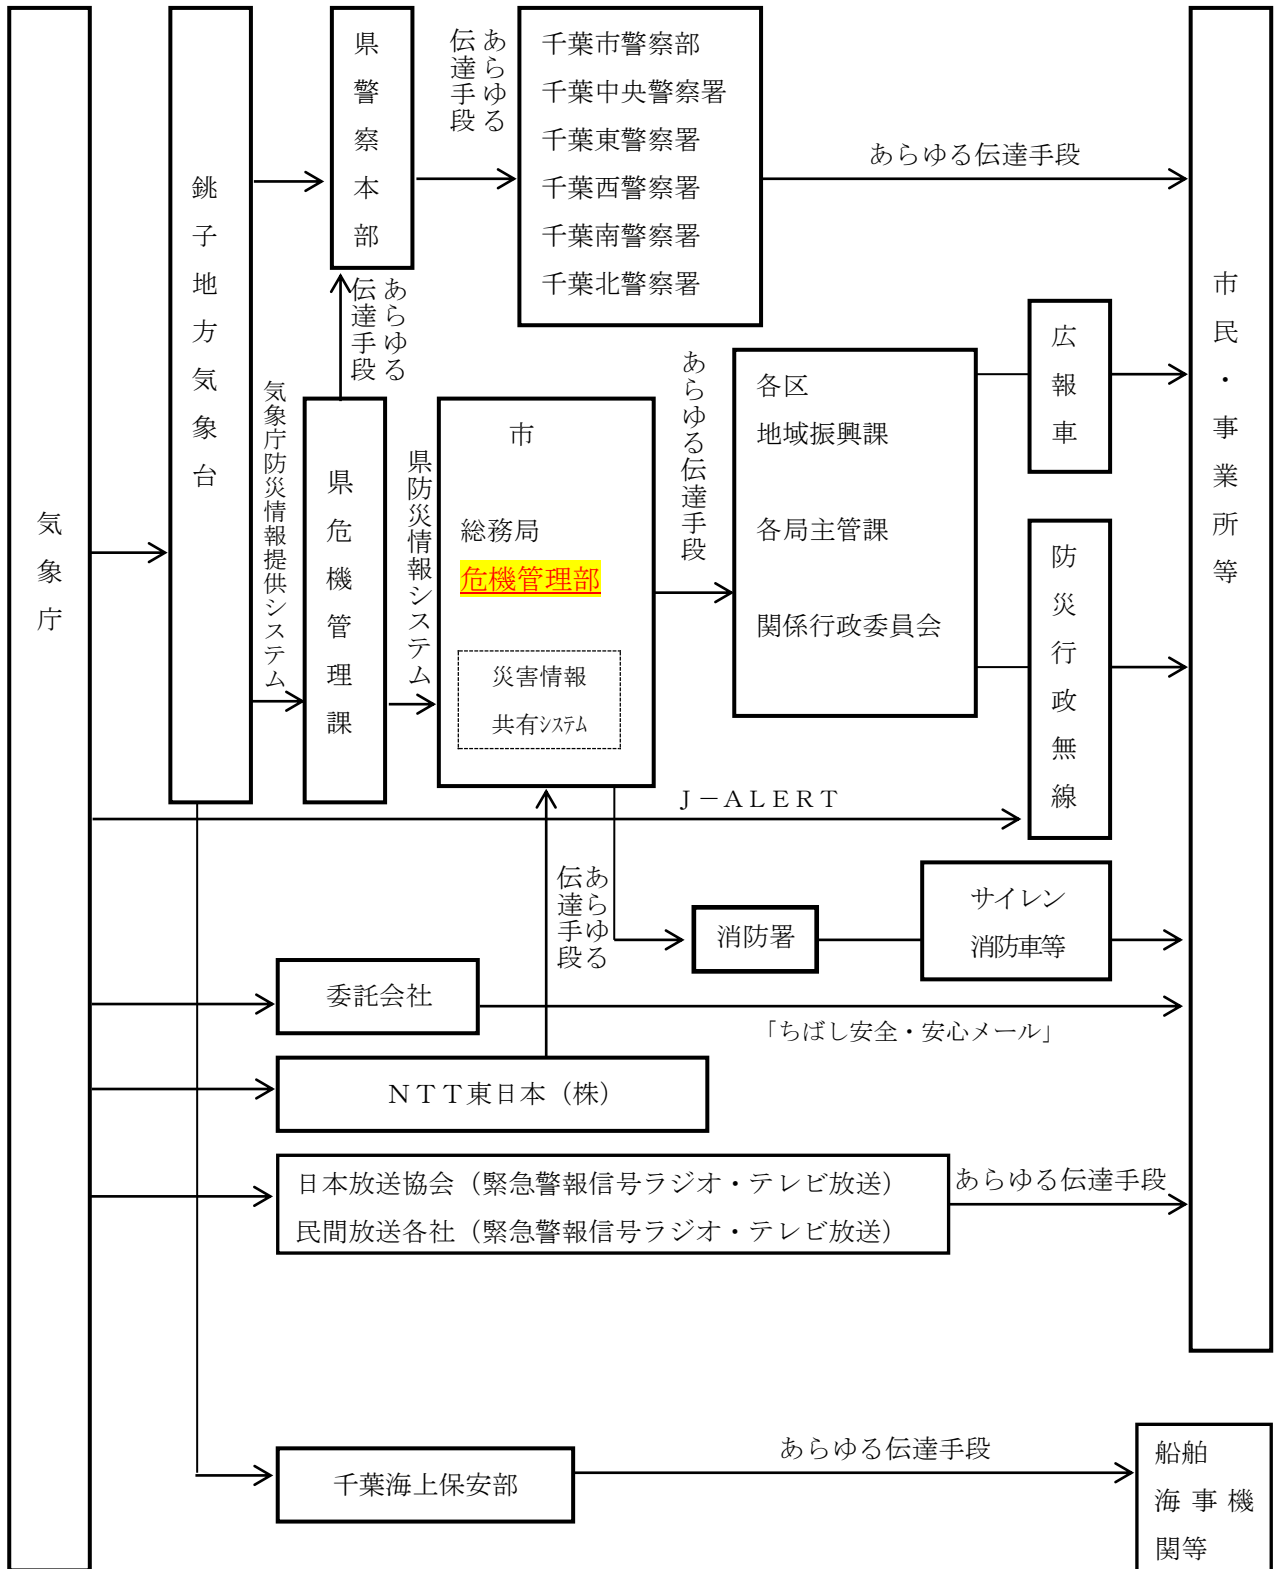 気象庁
銚子地方気象台
県警察本部
あらゆる
伝達手段
千葉市警察部
千葉中央警察署
千葉東警察署
千葉西警察署
千葉南警察署
千葉北警察署
あらゆる伝達手段
市民・事業所等
あらゆる
伝達手段
気象庁防災情報提供システム
県危機管理課
県防災情報システム
市
総務局
危機管理部
災害情報
共有システム
あらゆる伝達手段
各区
地域振興課
各局主管課
関係行政委員会
広報車
防災行政無線
J－ALERT
あらゆる
伝達手段
消防署
サイレン
消防車等
委託会社
「ちばし安全・安心メール」
NTT東日本（株）
日本放送協会（緊急警報信号ラジオ・テレビ放送）
民間放送各社（緊急警報信号ラジオ・テレビ放送）
あらゆる伝達手段
千葉海上保安部
あらゆる伝達手段
船舶
海事機
関等